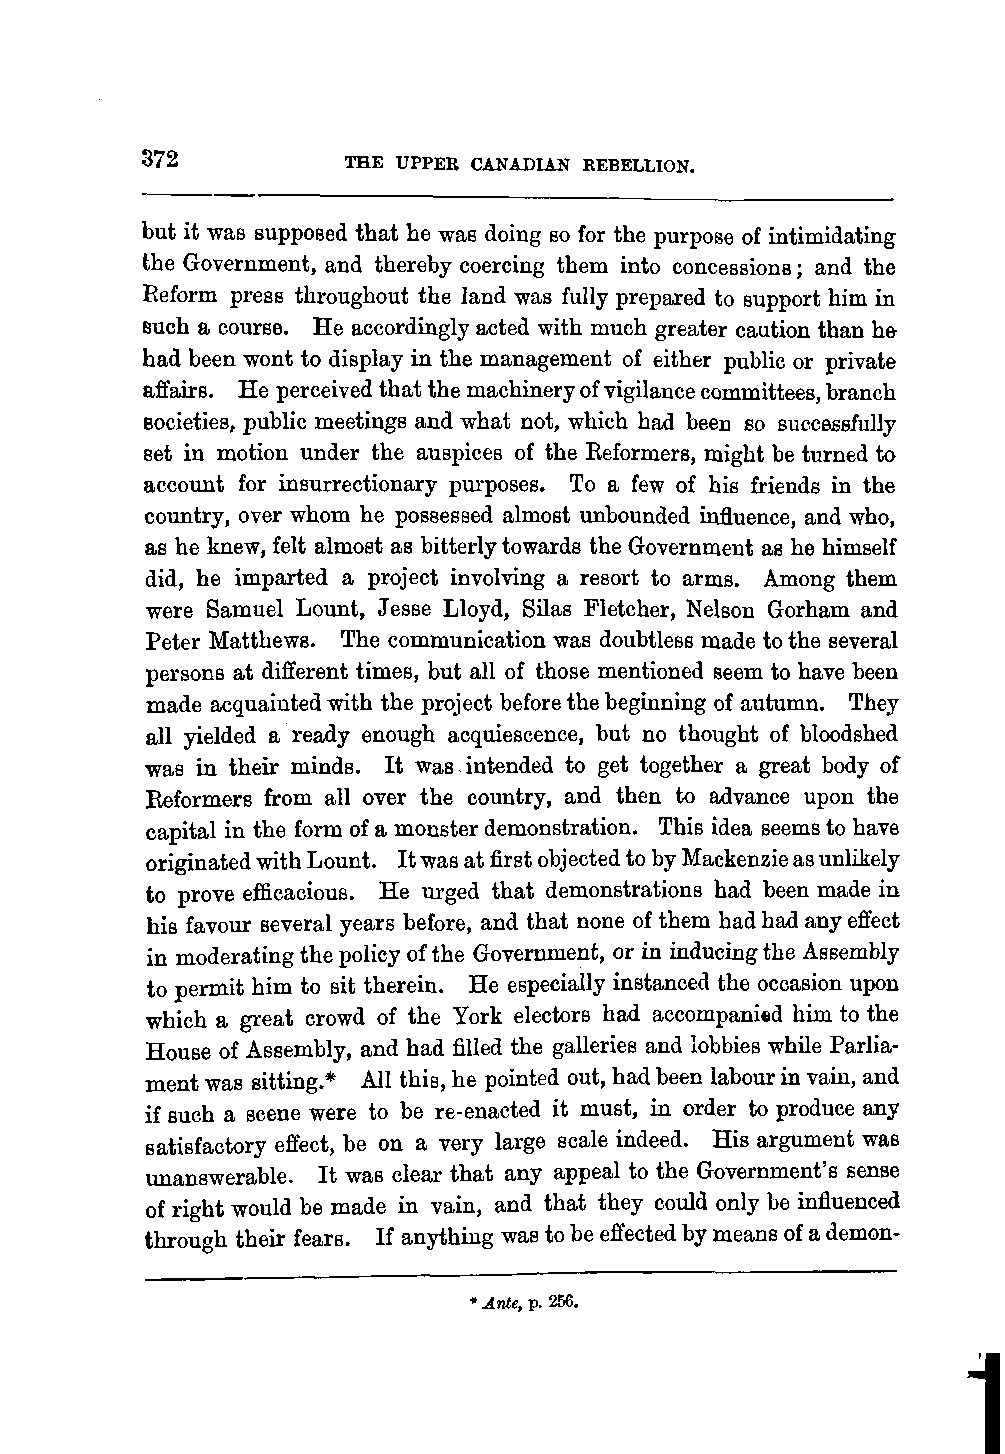 372
THE UPPER CANADIAN REBELLION.
but it was supposed that he was doing so for the purpose of intimidating
the Government, and thereby coercing them into concessions; and the
Reform press throughout the land was fully prepared to support him in
such a course. He accordingly acted with much greater caution than he
had been wont to display in the management of either public or private
affairs. He perceived that the machinery of vigilance committees, branch
societies, public meetings and what not, which had been so successfully
set in motion under the auspices of the Reformers, might be turned to
account for insurrectionary purposes. To a few of his friends in the
country, over whom he possessed almost unbounded influence, and who,
as he knew, felt almost as bitterly towards the Government as he himself
did, he imparted a project involving a resort to arms. Among them
were Samuel Lount, Jesse Lloyd, Silas Fletcher, Nelson Gorham and
Peter Matthews. The communication was doubtless made to the several
persons at different times, but all of those mentioned seem to have been
made acquainted with the project before the beginning of autumn. They
all yielded a ready enough acquiescence, but no thought of bloodshed
was in their minds. It was intended to get together a great body of
Reformers from all over the country, and then to advance upon the
capital in the form of a monster demonstration. This idea seems to have
originated with Lount. It was at first objected to by Mackenzie as unlikely
to prove efficacious. He urged that demonstrations had been made in
his favour several years before, and that none of them had had any effect
in moderating the policy of the Government, or in inducing the Assembly
to permit him to sit therein. He especially instanced the occasion upon
which a great crowd of the York electors had accompanied him to the
House of Assembly, and had filled the galleries and lobbies while Parlia-
ment was sitting.* All this, he pointed out, had been labour in vain, and
if such a scene were to be re-enacted it must, in order to produce any
satisfactory effect, be on a very large scale indeed. His argument was
unanswerable. It was clear that any appeal to the Government's sense
of right would be made in vain, and that they could only be influenced
through their fears. If anything was to be effected by means of a demon-
* Ante, p. 256.